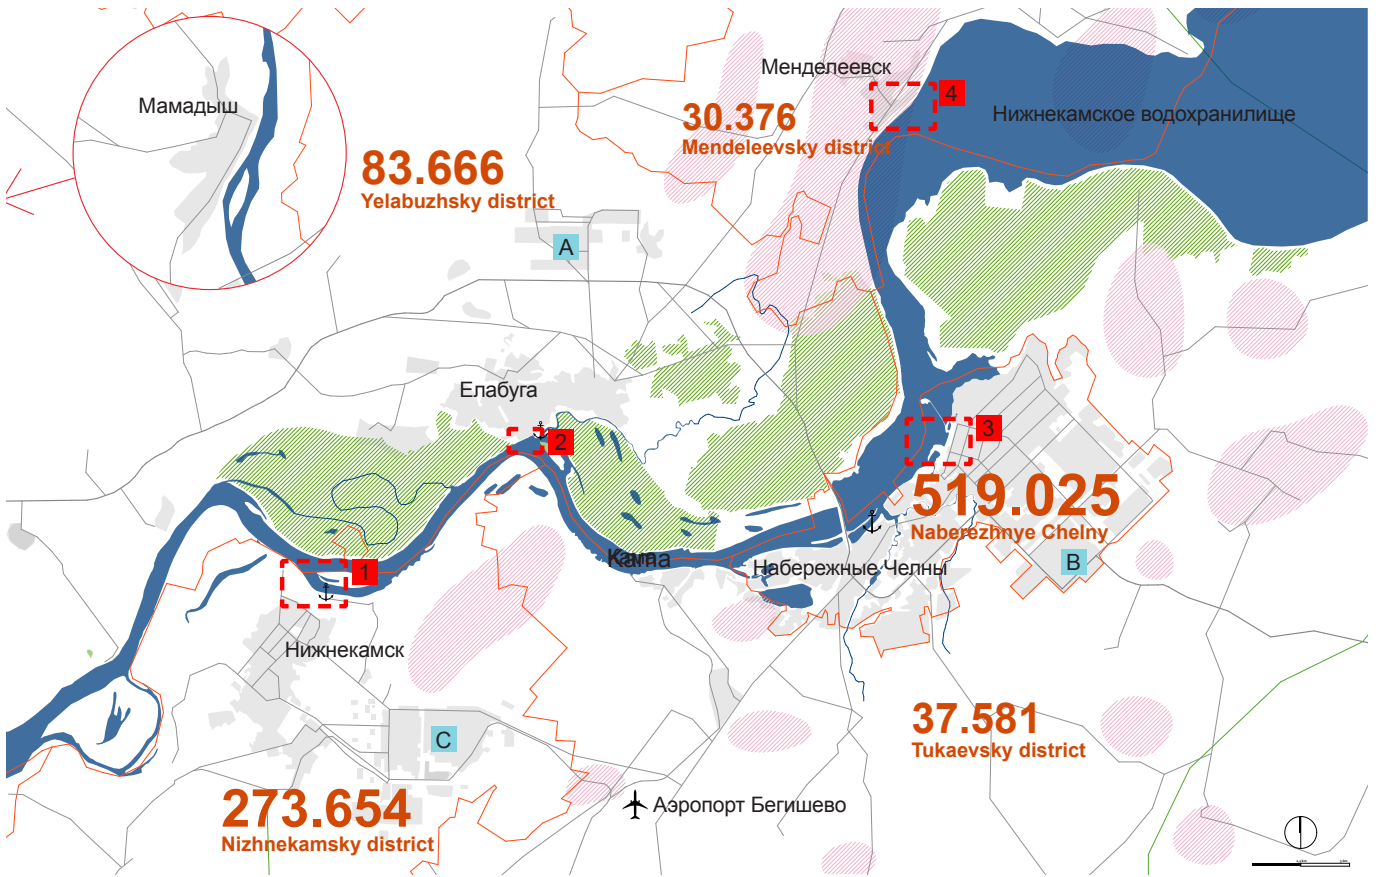 Мамадыш
Менделеевск
4
30.376
Mendeleevsky district
Нижнекамское водохранилище
83.666
Yelabuzhsky district
A
Елабуга
2
3
519.025
Naberezhnye Chelny
Кама
Kama
Набережные Челны
B
1
Нижнекамск
C
37.581
Tukaevsky district
273.654
Nizhnekamsky district
Аэропорт Бегишево